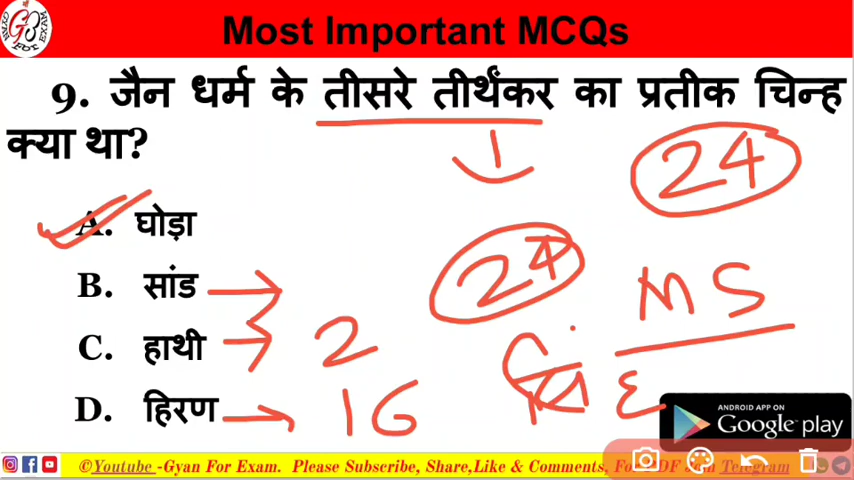 Most Important MCQs
9. जैन धर्म के तीसरे तीर्थंकर का प्रतीक चिन्ह
क्या था?
24
A. घोड़ा
B. सांड
24
MS
C. हाथी
2
D. हिरण
16
ANDROID APP ON
Google play
©Youtube -Gyan For Exam. Please Subscribe, Share,Like & Comments, For PDF Join Telegram